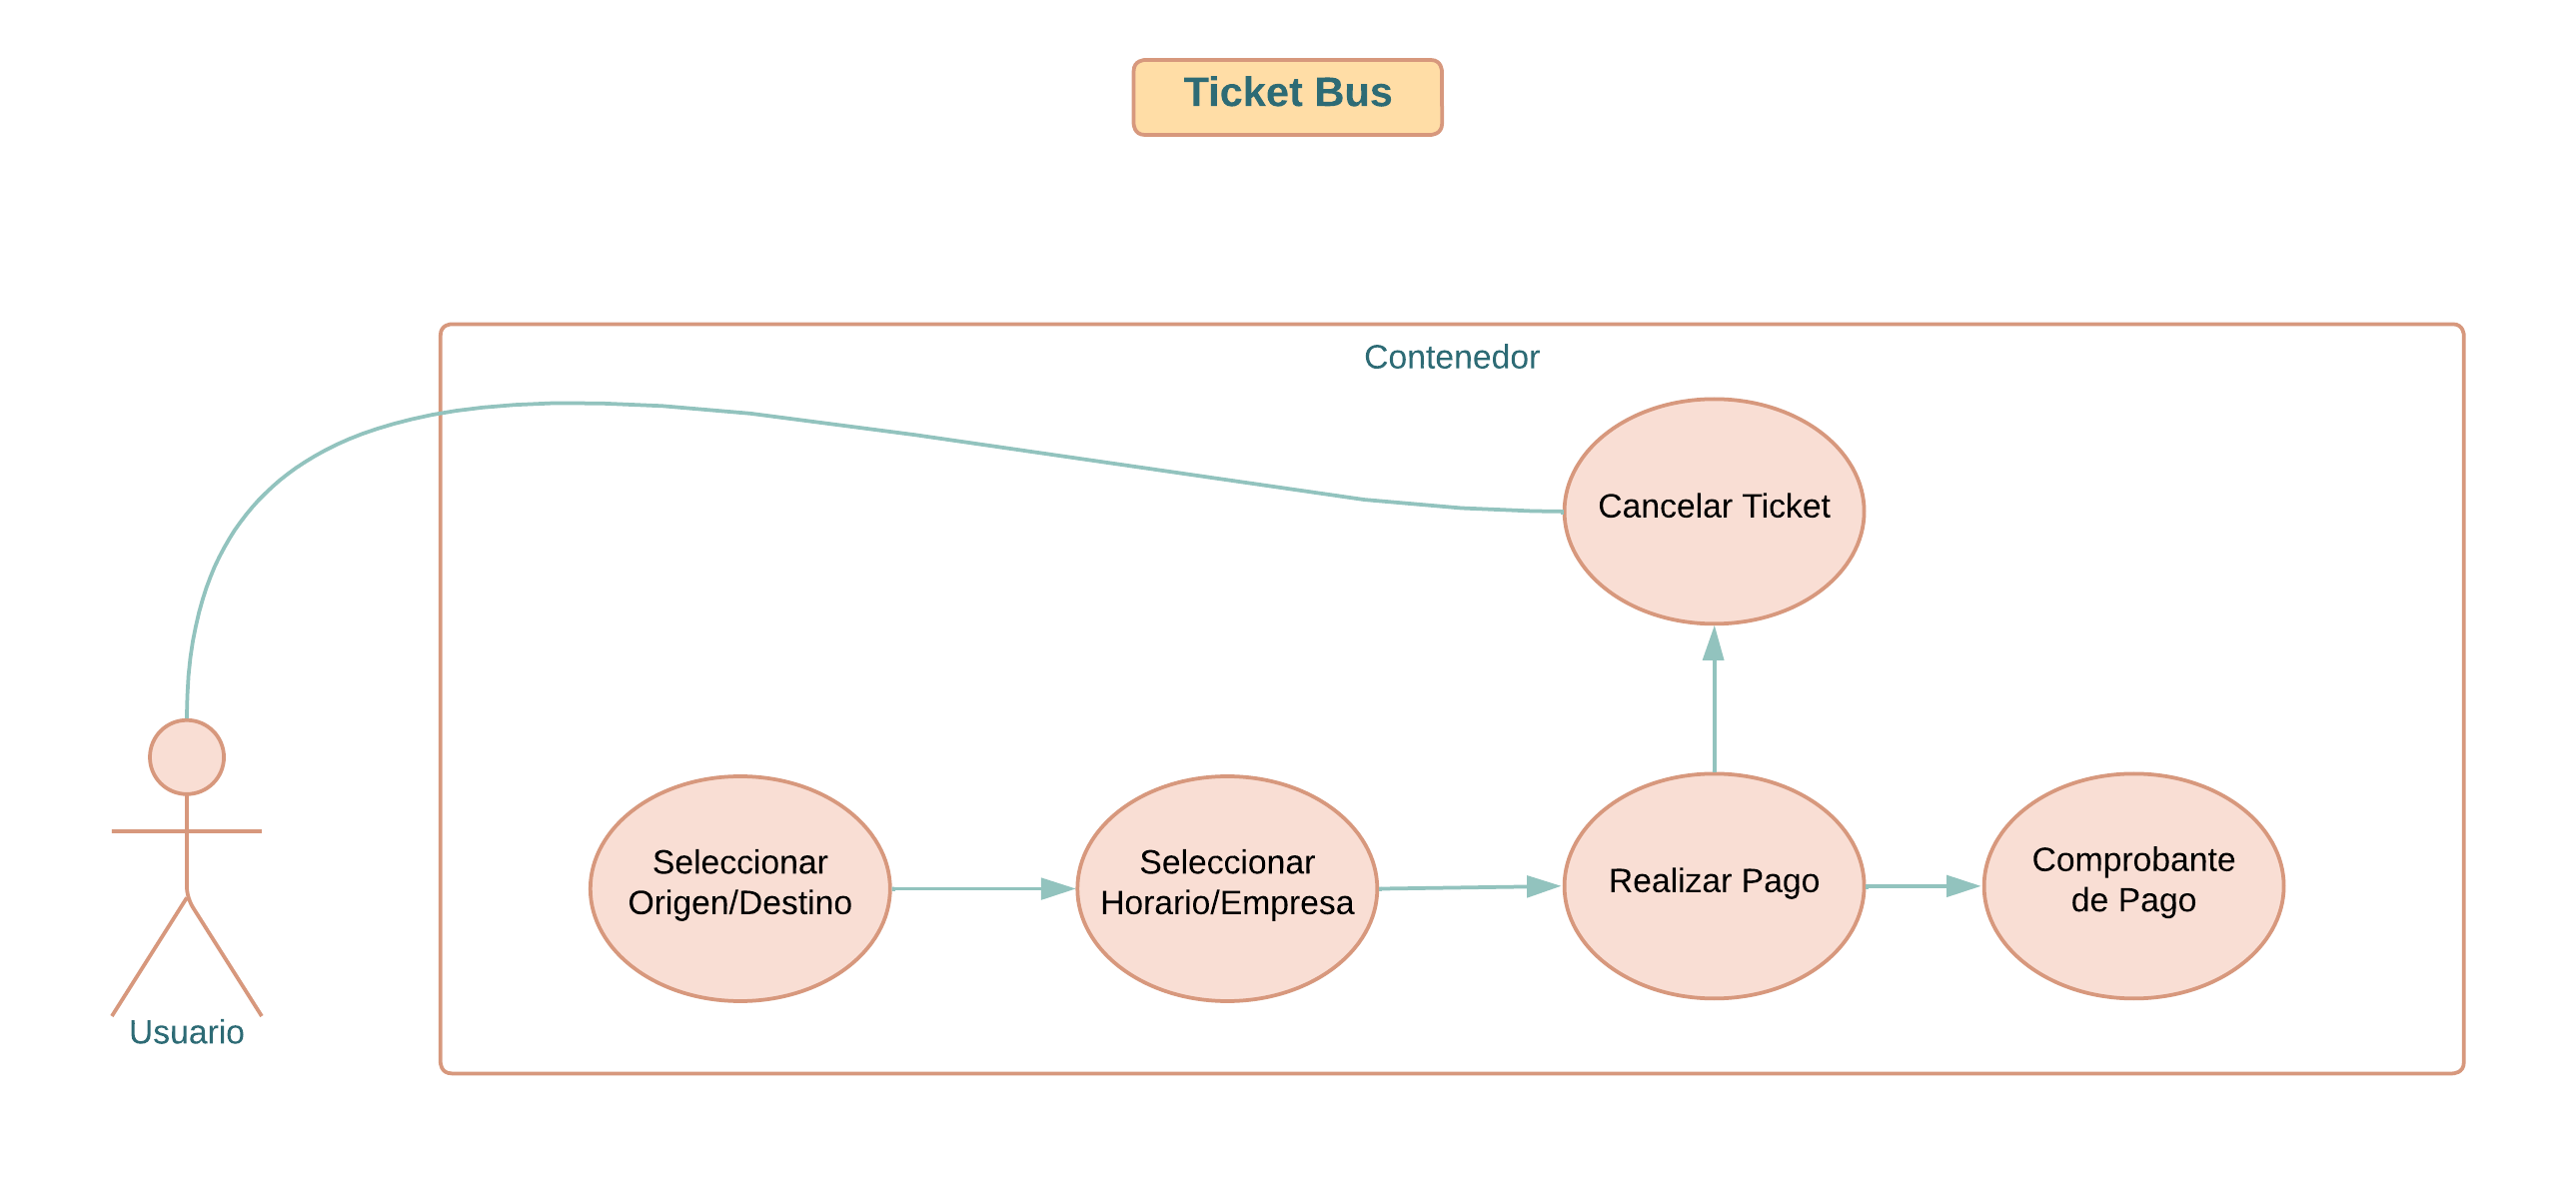 Ticket Bus
Contenedor
Cancelar Ticket
Seleccionar
Origen/Destino
Seleccionar
Horario/Empresa
Realizar Pago
Comprobante
de Pago
Usuario